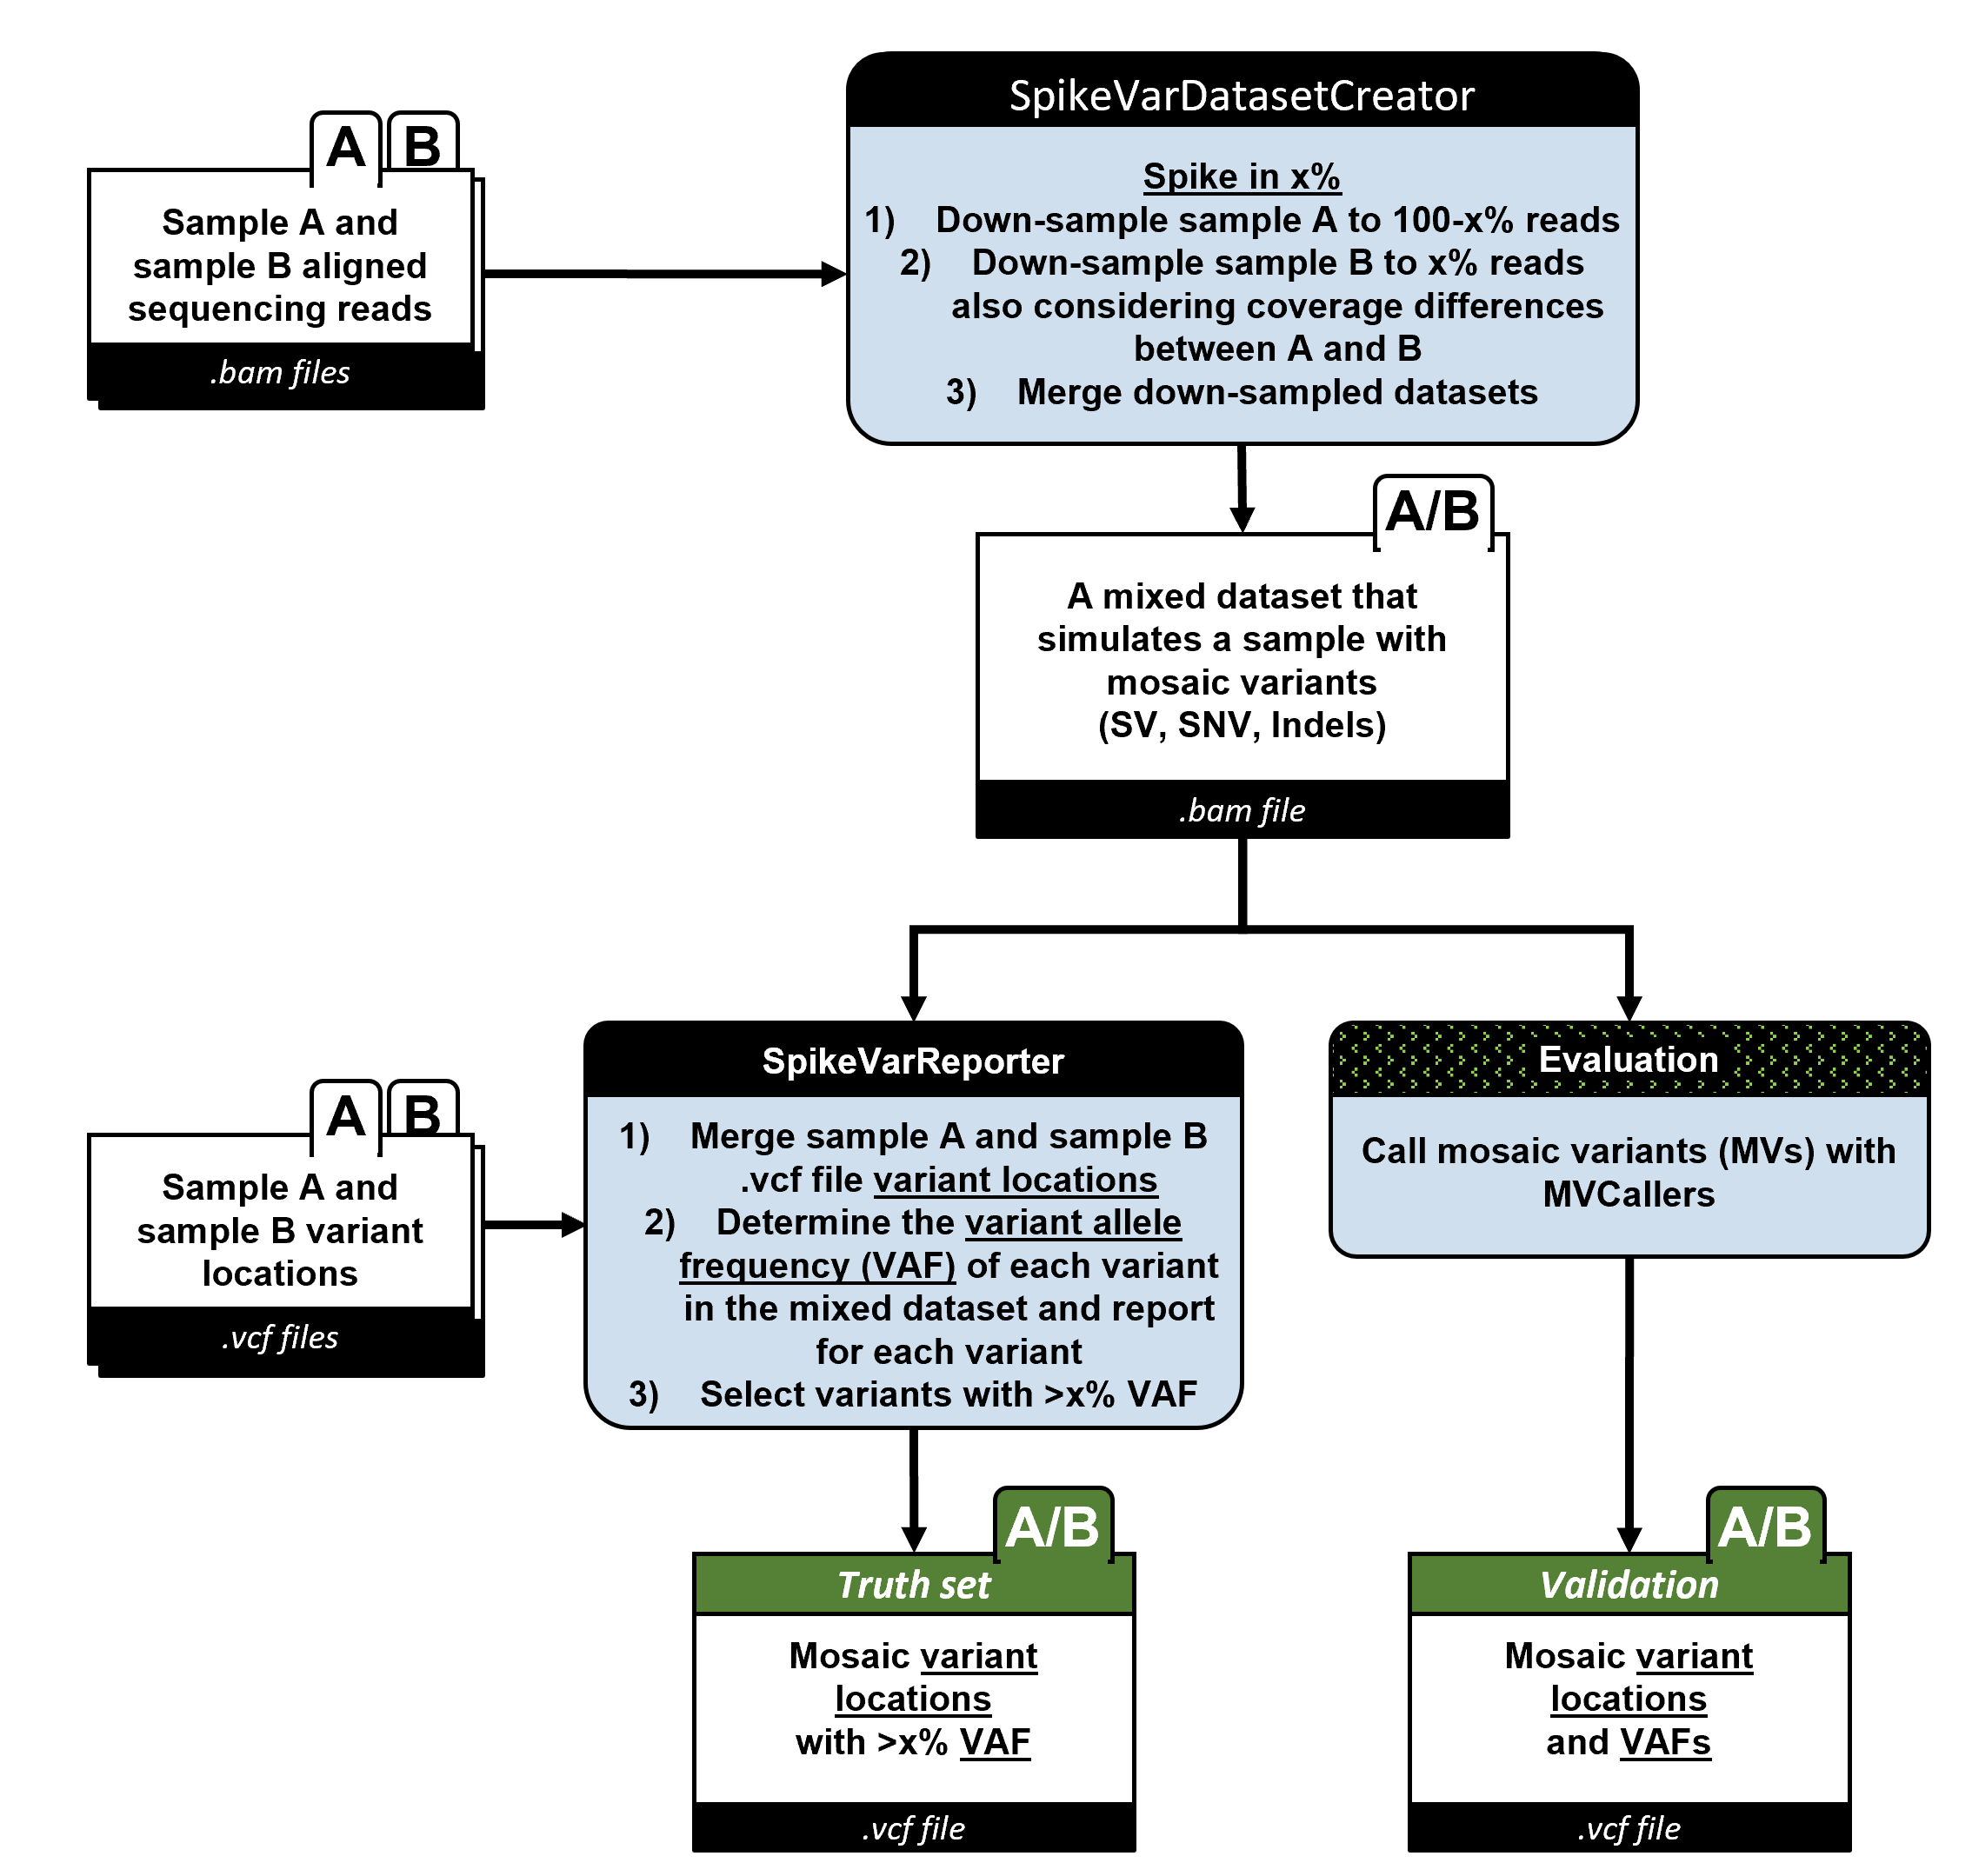 SpikeVarDatasetCreator
Spike in x%
1) Down-sample sample A to 100-x% reads
2) Down-sample sample B to x% reads
also considering coverage differences
between A and B
3) Merge down-sampled datasets
A B
Sample A and
sample B aligned
sequencing reads
.bam files
A/B
A mixed dataset that
simulates a sample with
mosaic variants
(SV, SNV, Indels)
.bam file
A B
Sample A and
sample B variant
locations
.vcf files
SpikeVarReporter
1) Merge sample A and sample B
.vcf file variant locations
2) Determine the variant allele
frequency (VAF) of each variant
in the mixed dataset and report
for each variant
3) Select variants with >x% VAF
Evaluation
Call mosaic variants (MVs) with
MVCallers
A/B
Truth set
Mosaic variant
locations
with >x% VAF
.vcf file
A/B
Validation
Mosaic variant
locations
and VAFs
.vcf file